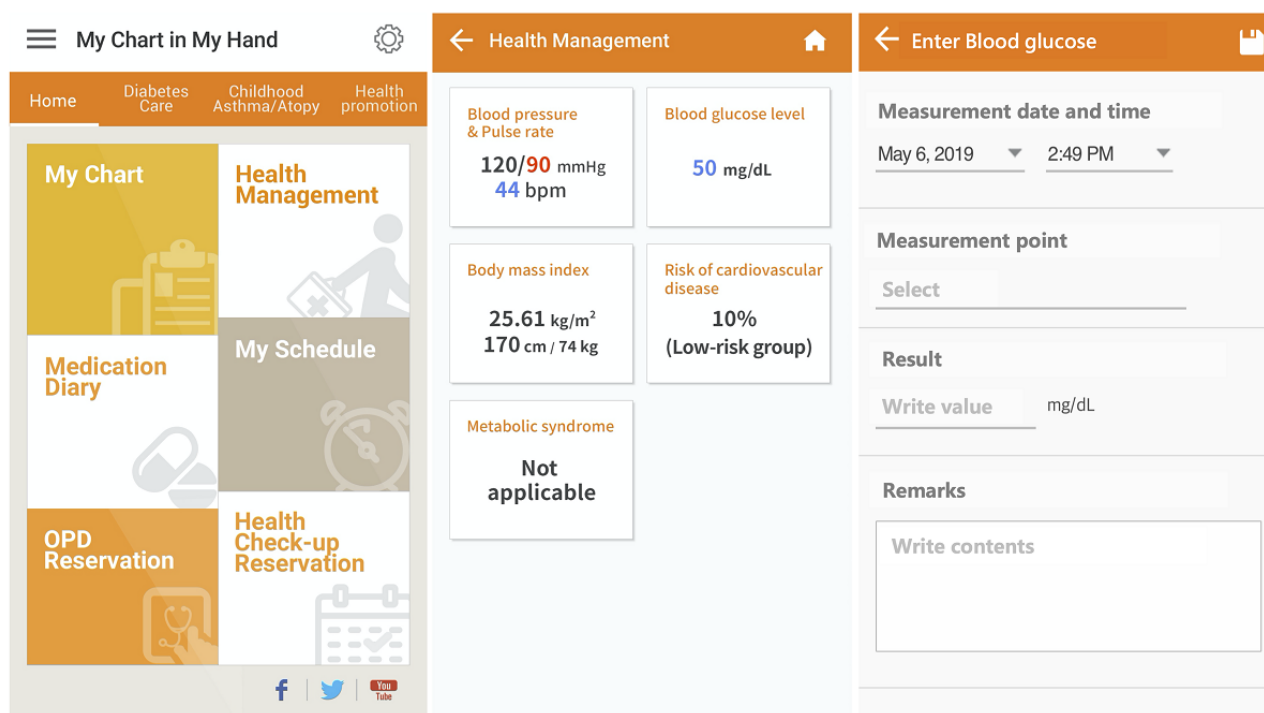 My Chart in My Hand
Home
Diabetes
Care
Childhood
Asthma/Atopy
Health
promotion
My Chart
Health
Management
Medication
Diary
My Schedule
OPD
Reservation
Health
Check-up
Reservation
f
You
Tube
Health Management
Blood pressure
& Pulse rate
120/90 mmHg
44 bpm
Blood glucose level
50 mg/dL
Body mass index
25.61 kg/m²
170 cm / 74 kg
Risk of cardiovascular
disease
10%
(Low-risk group)
Metabolic syndrome
Not
applicable
Enter Blood glucose
Measurement date and time
May 6, 2019 2:49 PM
Measurement point
Select
Result
Write value mg/dL
Remarks
Write contents